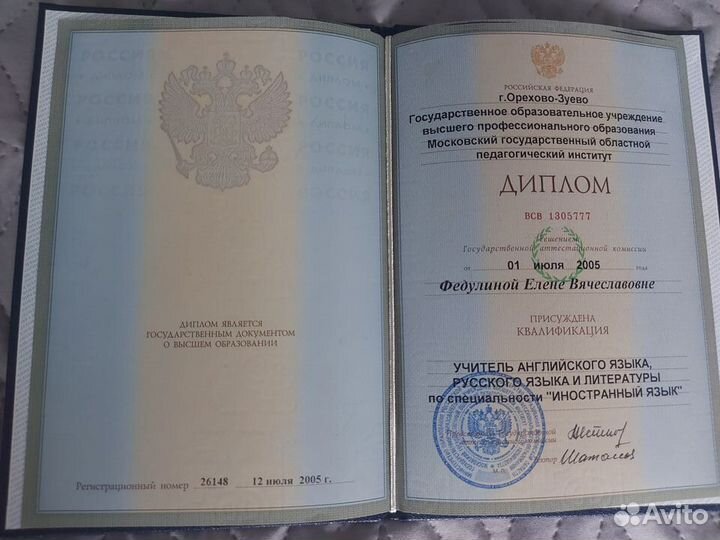 ДИПЛОМ ЯВЛЯЕТСЯ
ГОСУДАРСТВЕННЫМ ДОКУМЕНТОМ
О ВЫСШЕМ ОБРАЗОВАНИИ
Регистрационный номер 26148 12 июля 2005 г.
РОССИЙСКАЯ ФЕДЕРАЦИЯ
г.Орехово-Зуево
Государственное образовательное учреждение
высшего профессионального образования
Московский государственный областной
педагогический институт
ДИПЛОМ
ВСВ 1305777
Решением
Государственной аттестационной комиссии
от 01 июля 2005 года
Федулиной Елене Вячеславовне
ПРИСУЖДЕНА
КВАЛИФИКАЦИЯ
УЧИТЕЛЬ АНГЛИЙСКОГО ЯЗЫКА,
РУССКОГО ЯЗЫКА И ЛИТЕРАТУРЫ
по специальности "ИНОСТРАННЫЙ ЯЗЫК"
Avito